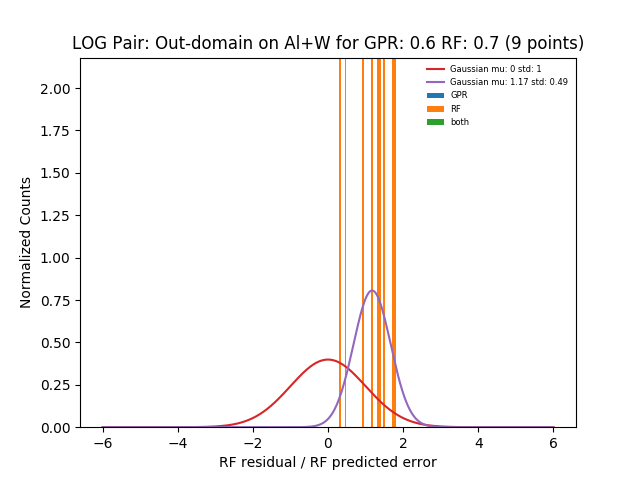 LOG Pair: Out-domain on Al+W for GPR: 0.6 RF: 0.7 (9 points)
Gaussian mu: 0 std: 1
Gaussian mu: 1.17 std: 0.49
GPR
RF
both
Normalized Counts
2.00
1.75
1.50
1.25
1.00
0.75
0.50
0.25
0.00
−6 −4 −2 0 2 4 6
RF residual / RF predicted error